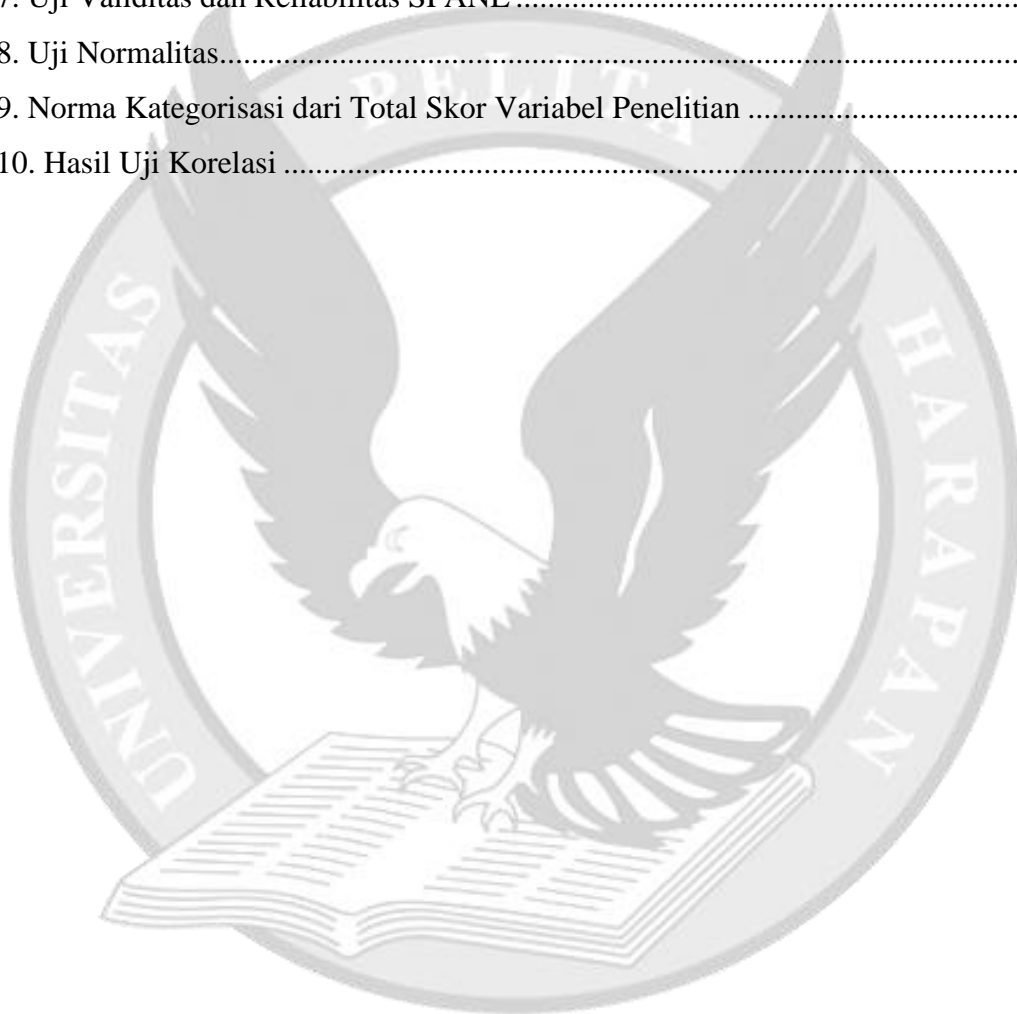 7. Uji Validitas dan Reliabilitas SPANE ....................................................................
8. Uji Normalitas....................................................................................................
9. Norma Kategorisasi dari Total Skor Variabel Penelitian ..................................
10. Hasil Uji Korelasi ...........................................................................................
UNIVERSITAS PELITA HARAPAN